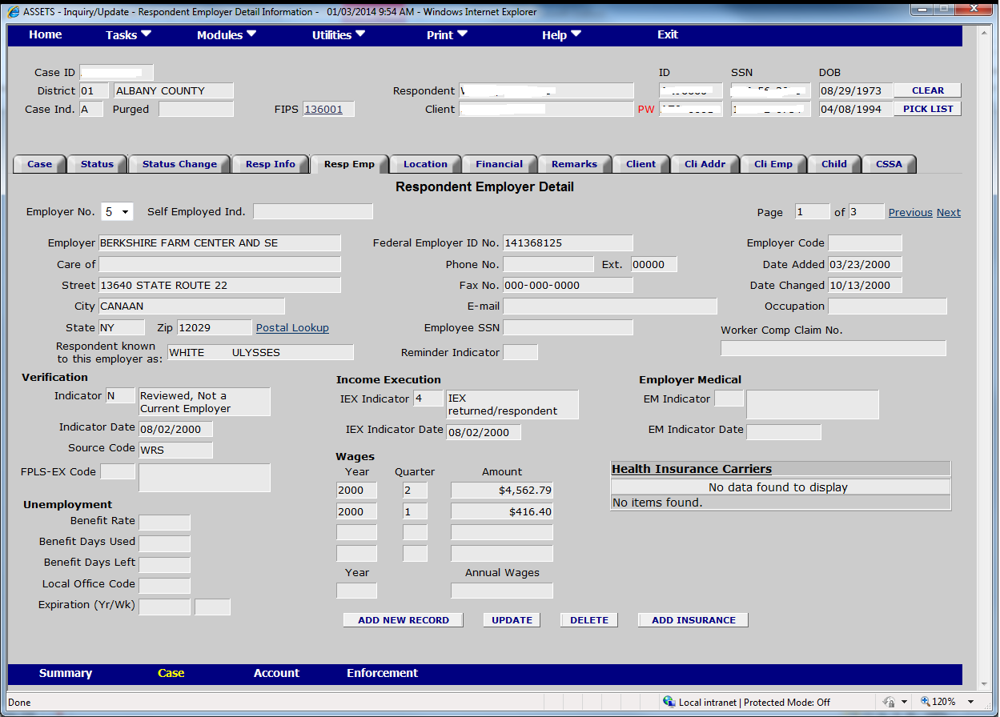 ASSETS - Inquiry/Update - Respondent Employer Detail Information - 01/03/2014 9:54 AM - Windows Internet Explorer
Home Tasks Modules Utilities Print Help Exit
Case ID ID SSN DOB
District 01 ALBANY COUNTY Respondent 08/29/1973 CLEAR
Case Ind. A Purged FIPS 136001 Client PW 04/08/1994 PICK LIST
Case Status Status Change Resp Info Resp Emp Location Financial Remarks Client Cli Addr Cli Emp Child CSSA
Respondent Employer Detail
Employer No. 5 Self Employed Ind. Page 1 of 3 Previous Next
Employer BERKSHIRE FARM CENTER AND SE Federal Employer ID No. 141368125 Employer Code
Care of Phone No. Ext. 00000 Date Added 03/23/2000
Street 13640 STATE ROUTE 22 Fax No. 000-000-0000 Date Changed 10/13/2000
City CANAAN E-mail Occupation
State NY Zip 12029 Postal Lookup Employee SSN Worker Comp Claim No.
Respondent known
to this employer as: WHITE ULYSSES Reminder Indicator
Verification Income Execution Employer Medical
Indicator N Reviewed, Not a
Current Employer IEX Indicator 4 IEX
returned/respondent EM Indicator
Indicator Date 08/02/2000 IEX Indicator Date 08/02/2000 EM Indicator Date
Source Code WRS
FPLS-EX Code
Wages
Year Quarter Amount
2000 2 $4,562.79
2000 1 $416.40
Year Annual Wages
Health Insurance Carriers
No data found to display
No items found.
Unemployment
Benefit Rate
Benefit Days Used
Benefit Days Left
Local Office Code
Expiration (Yr/Wk)
ADD NEW RECORD UPDATE DELETE ADD INSURANCE
Summary Case Account Enforcement
Done Local intranet | Protected Mode: Off 120%